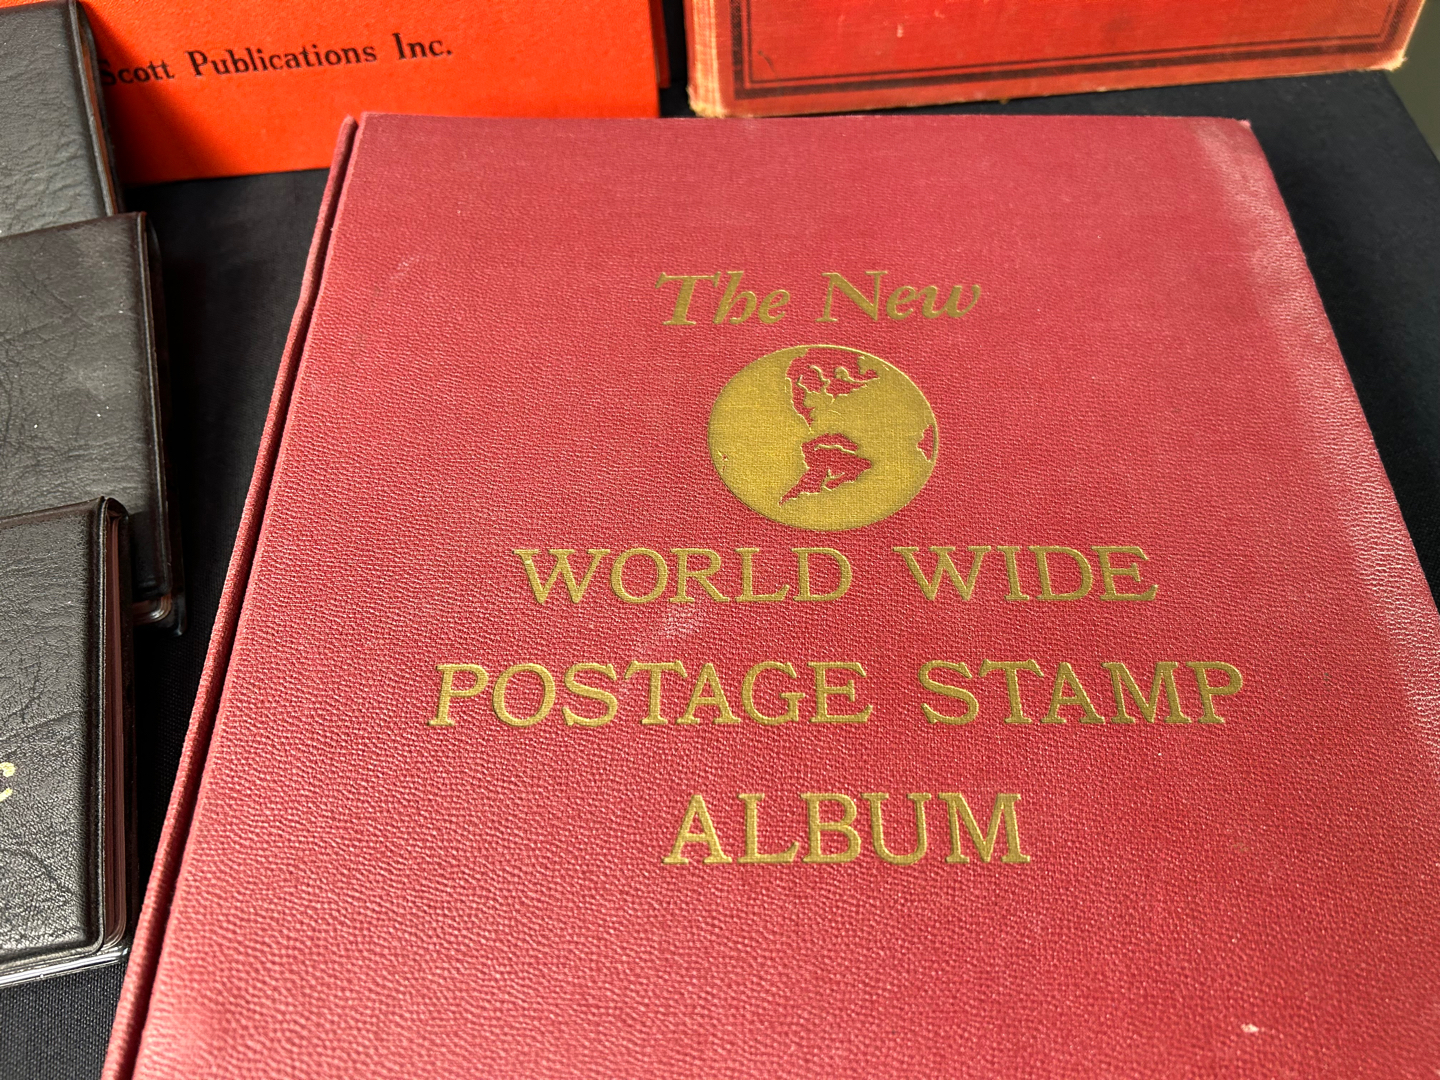 Scott Publications Inc.
The New
WORLD WIDE
POSTAGE STAMP
ALBUM